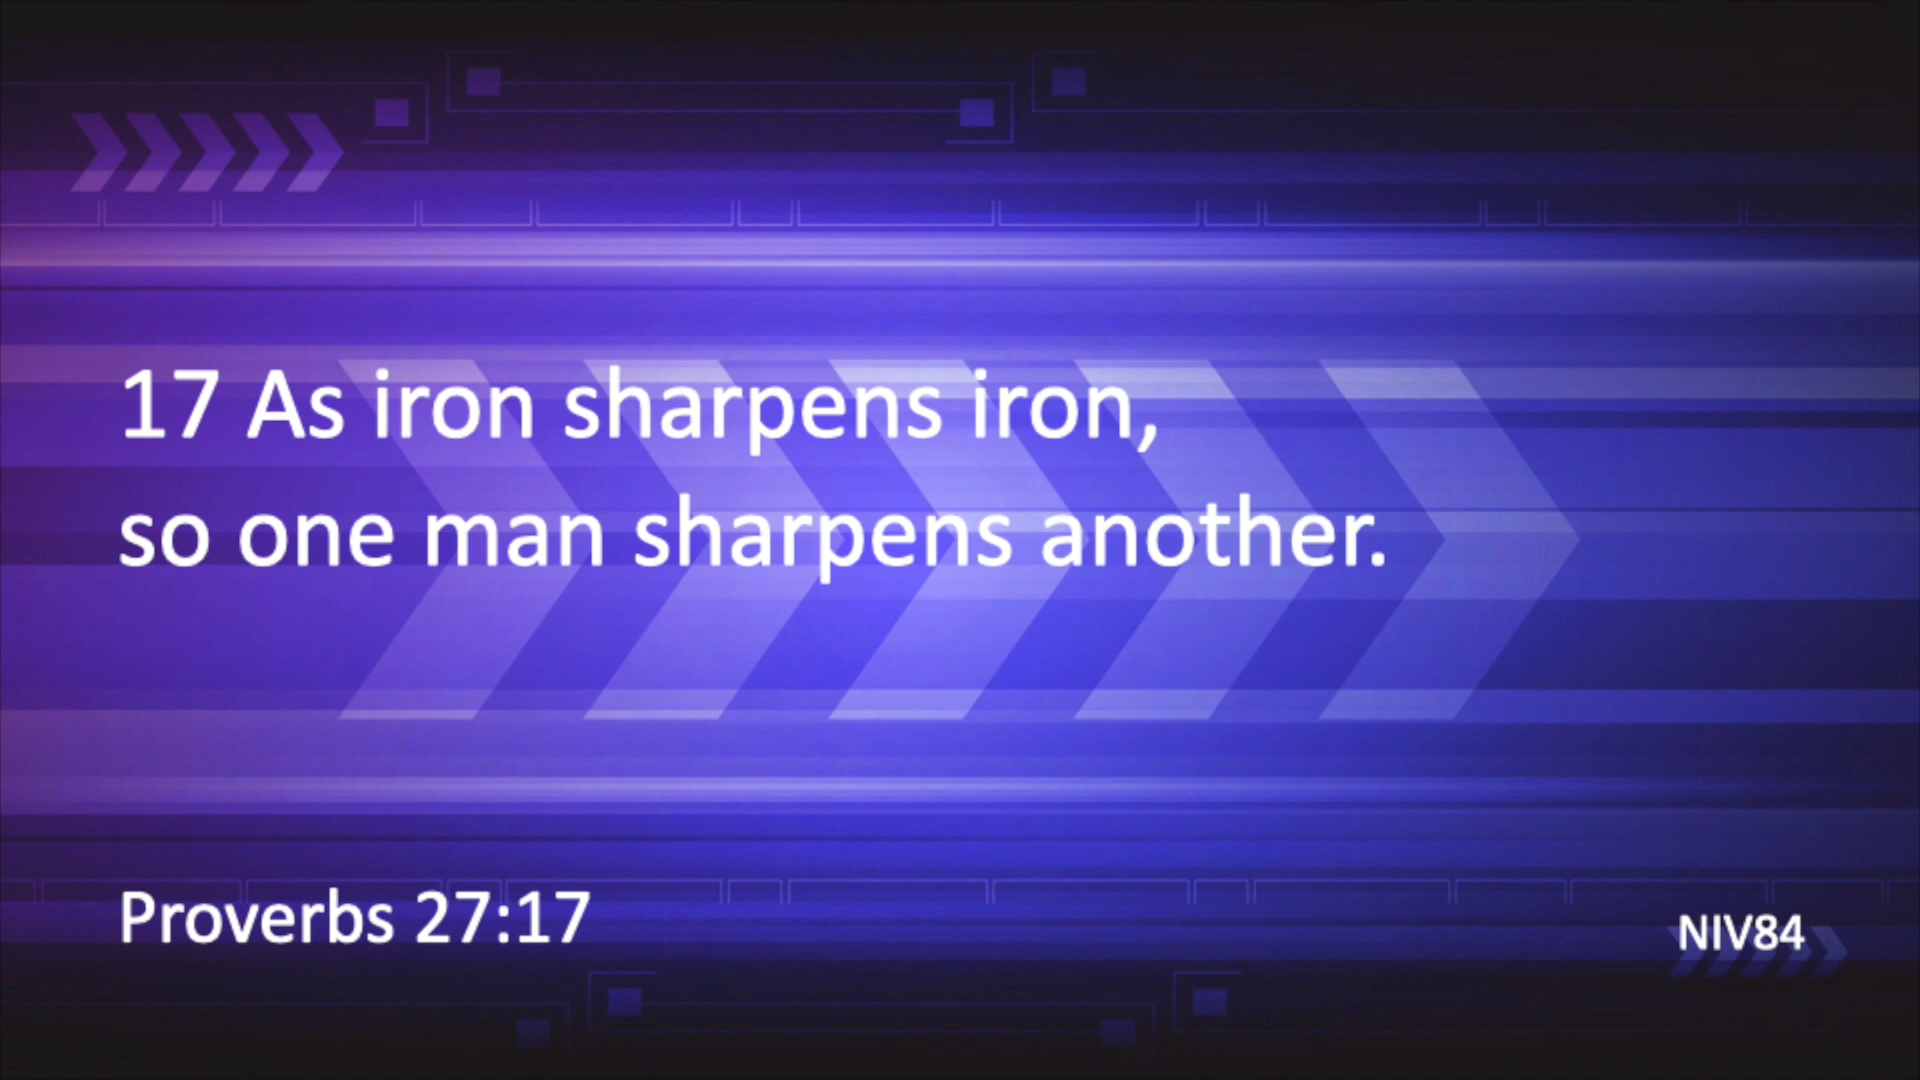 17 As iron sharpens iron,
so one man sharpens another.
Proverbs 27:17
NIV84